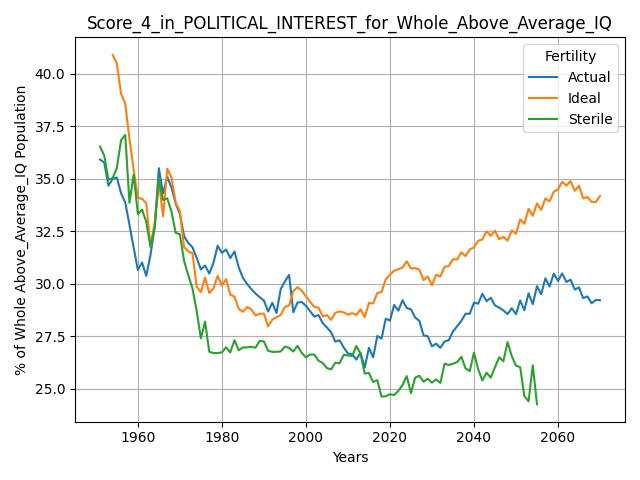 Score_4_in_POLITICAL_INTEREST_for_Whole_Above_Average_IQ
Fertility
Actual
Ideal
Sterile
% of Whole Above_Average_IQ Population
40.0
37.5
35.0
32.5
30.0
27.5
25.0
1960
1980
2000
2020
2040
2060
Years